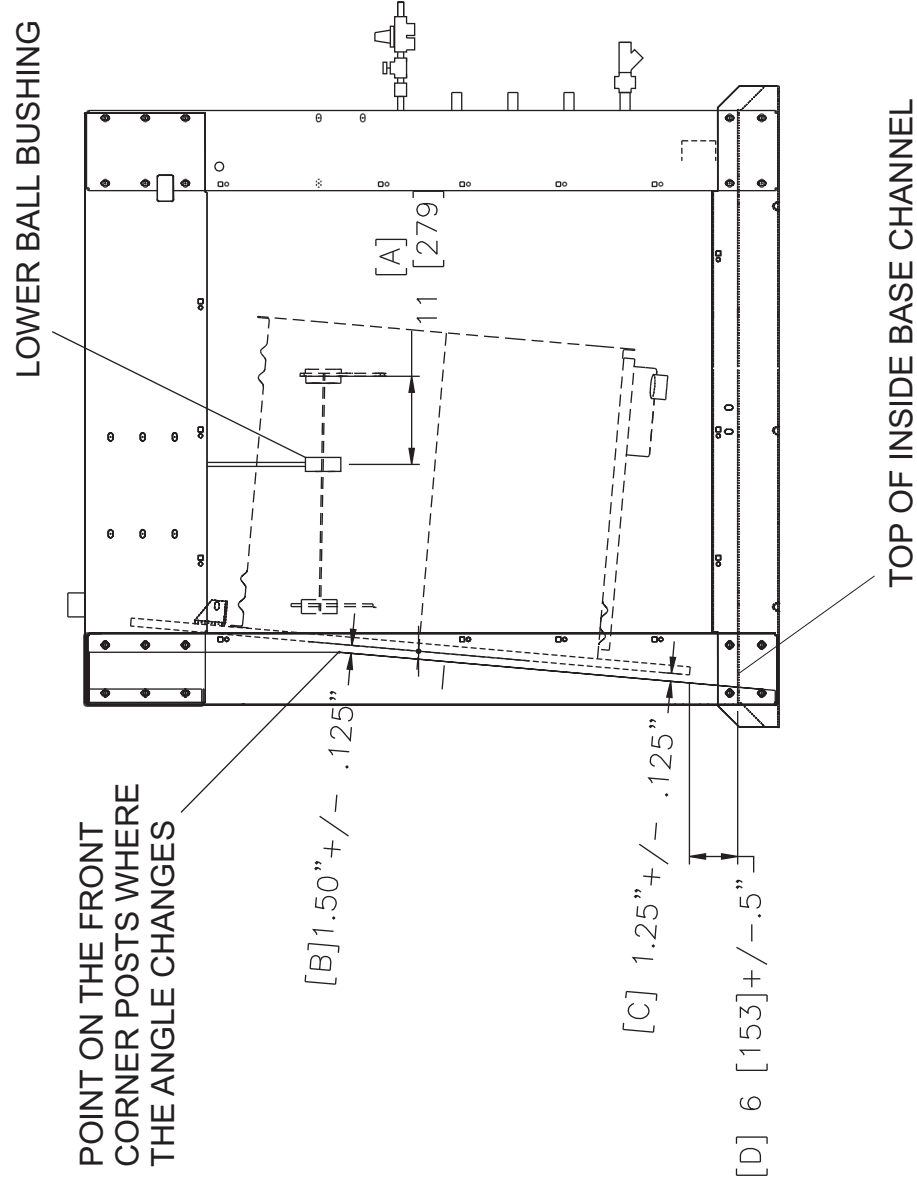 LOWER BALL BUSHING
[A]
11 [279
POINT ON THE FRONT
CORNER POSTS WHERE
THE ANGLE CHANGES
[B]1.50”+/- .125”
[C] 1.25”+/- .125”
[D] 6 [153]+/-.5”
TOP OF INSIDE BASE CHANNEL